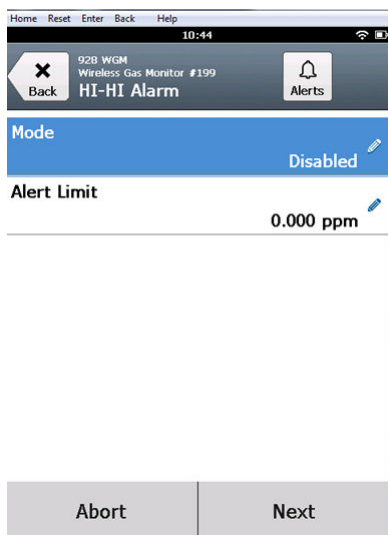 Home Reset Enter Back Help
10:44
928 WGM
Wireless Gas Monitor #199
HI-HI Alarm
Back
Alerts
Mode
Disabled
Alert Limit
0.000 ppm
Abort Next